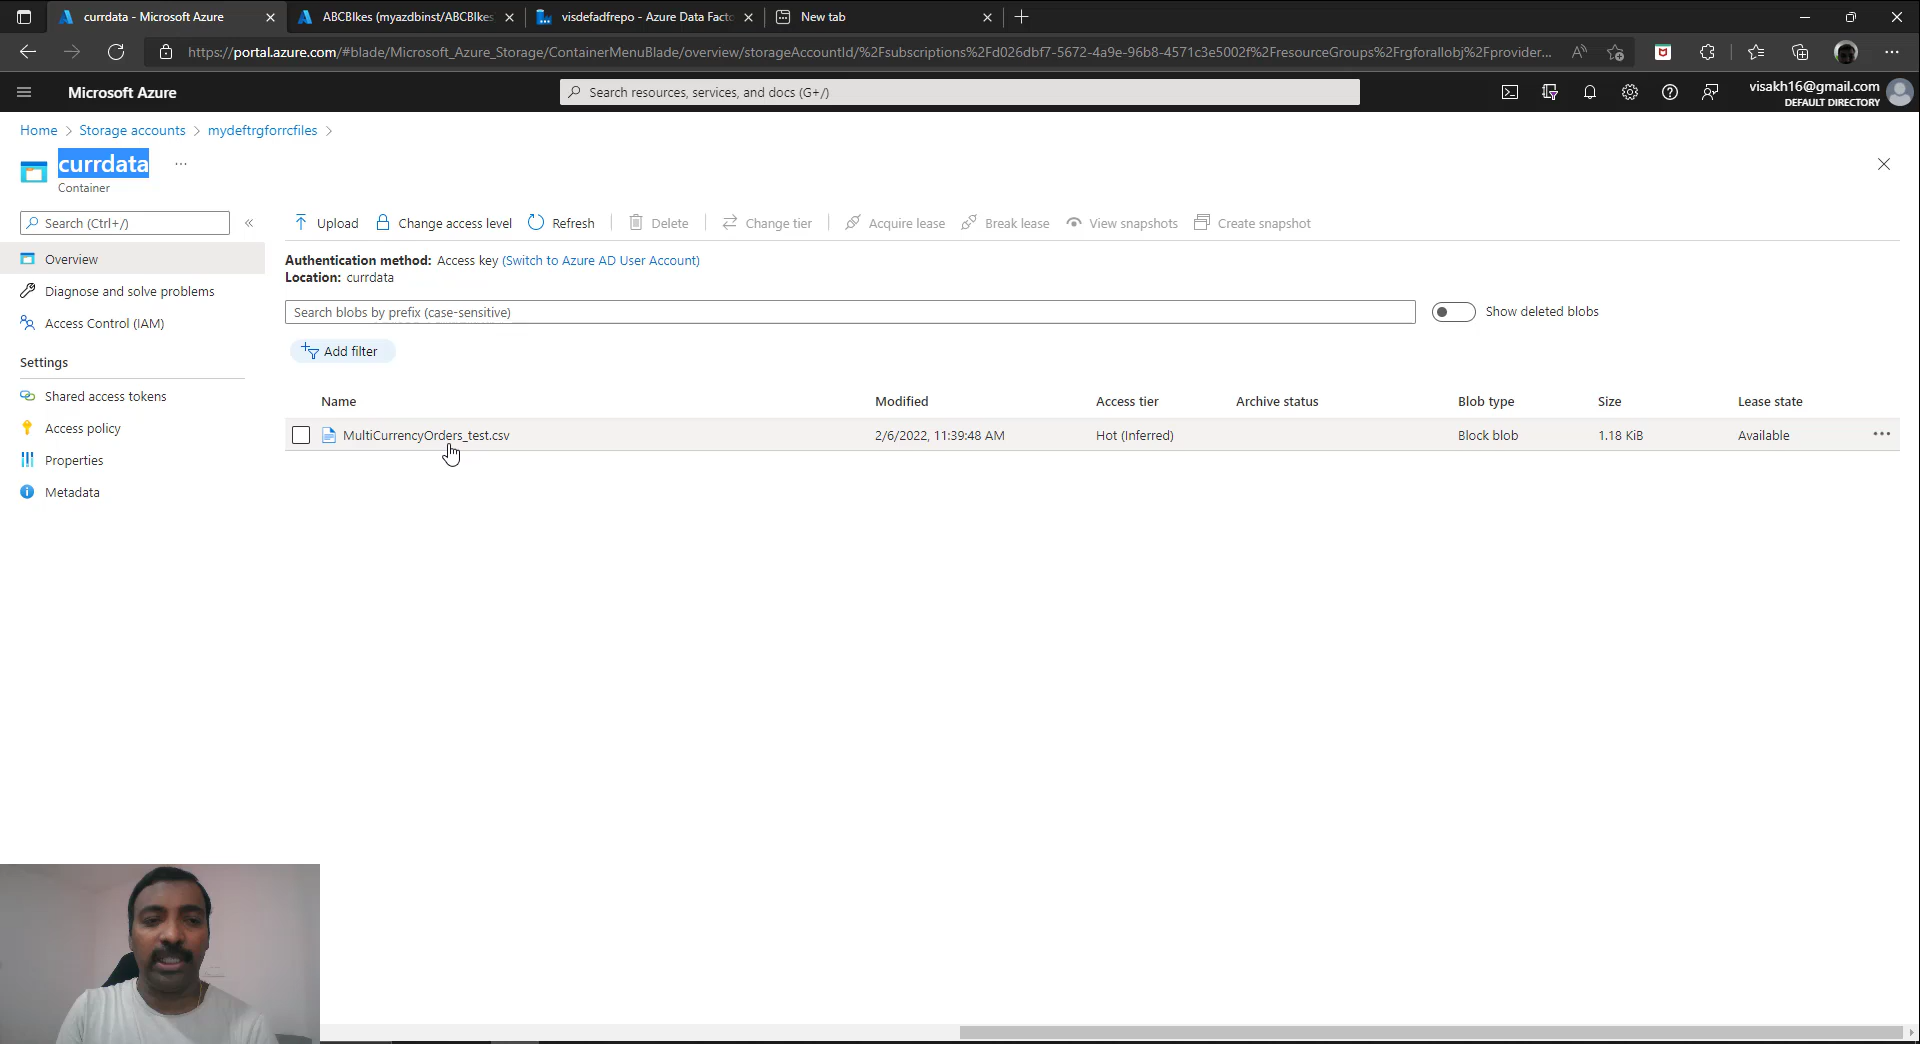 currdata - Microsoft Azure
ABCBIkes (myazdbinst/ABCBIkes
visdefadfrepo - Azure Data Facto
New tab
https://portal.azure.com/#blade/Microsoft_Azure_Storage/ContainerMenuBlade/overview/storageAccountId/%2Fsubscriptions%2Fd026dbf7-5672-4a9e-96b8-4571c3e5002f%2FresourceGroups%2Frgforallobj%2Fprovider...
Microsoft Azure
Search resources, services, and docs (G+/)
visakh16@gmail.com
DEFAULT DIRECTORY
Home > Storage accounts > mydeftrgforrcfiles >
currdata ...
Container
Search (Ctrl+/)
«
Upload
Change access level
Refresh
Delete
Change tier
Acquire lease
Break lease
View snapshots
Create snapshot
Overview
Diagnose and solve problems
Access Control (IAM)
Settings
Shared access tokens
Access policy
Properties
Metadata
Authentication method: Access key (Switch to Azure AD User Account)
Location: currdata
Search blobs by prefix (case-sensitive)
Show deleted blobs
Add filter
Name Modified Access tier Archive status Blob type Size Lease state
MultiCurrencyOrders_test.csv 2/6/2022, 11:39:48 AM Hot (Inferred) Block blob 1.18 KiB Available ...